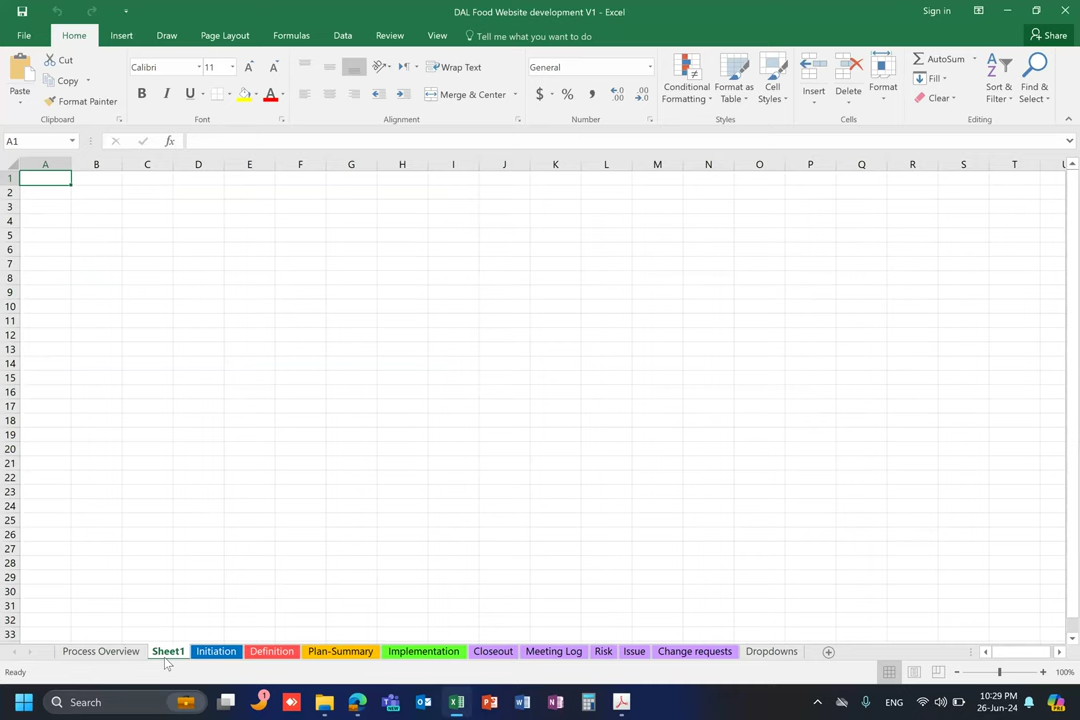 DAL Food Website development V1 - Excel
Sign in
File Home Insert Draw Page Layout Formulas Data Review View Tell me what you want to do Share
Paste
Cut
Copy
Format Painter
Clipboard
Calibri 11
B I U
Font
Wrap Text
Merge & Center
Alignment
General
$ % ,
Number
Conditional Formatting
Format as Table
Cell Styles
Styles
Insert
Delete
Format
Cells
AutoSum
Fill
Clear
Sort & Filter
Find & Select
Editing
A1 fx
A B C D E F G H I J K L M N O P Q R S T U
1
2
3
4
5
6
7
8
9
10
11
12
13
14
15
16
17
18
19
20
21
22
23
24
25
26
27
28
29
30
31
32
33
Process Overview Sheet1 Initiation Definition Plan-Summary Implementation Closeout Meeting Log Risk Issue Change requests Dropdowns
Ready 100%
Search ENG 10:29 PM
26-Jun-24